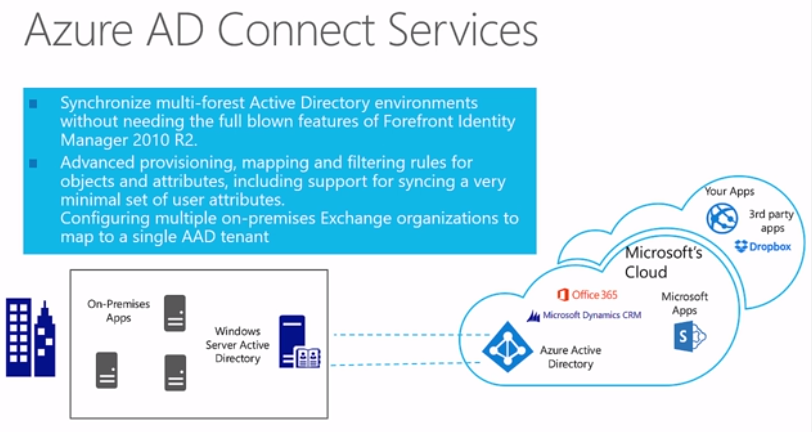 Azure AD Connect Services
Synchronize multi-forest Active Directory environments
without needing the full blown features of Forefront Identity
Manager 2010 R2.
Advanced provisioning, mapping and filtering rules for
objects and attributes, including support for syncing a very
minimal set of user attributes.
Configuring multiple on-premises Exchange organizations to
map to a single AAD tenant
Your Apps
3rd party
apps
Dropbox
Microsoft's
Cloud
Office 365
Microsoft Dynamics CRM
Microsoft
Apps
S
Azure Active
Directory
On-Premises
Apps
Windows
Server Active
Directory